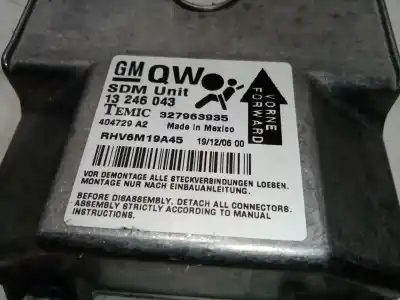 GM QW
SDM Unit
13 246 043
TEMIC 327963935
404729 A2 Made in Mexico
RHV6M19A45 19/12/06 00
VORNE
FORWARD
VOR DEMONTAGE ALLE STECKVERBINDUNGEN LOESEN.
MONTAGE NUR NACH EINBAUANLEITUNG.
BEFORE DISASSEMBLY, DETACH ALL CONNECTORS.
ASSEMBLY STRICTLY ACCORDING TO MANUAL
INSTRUCTIONS.